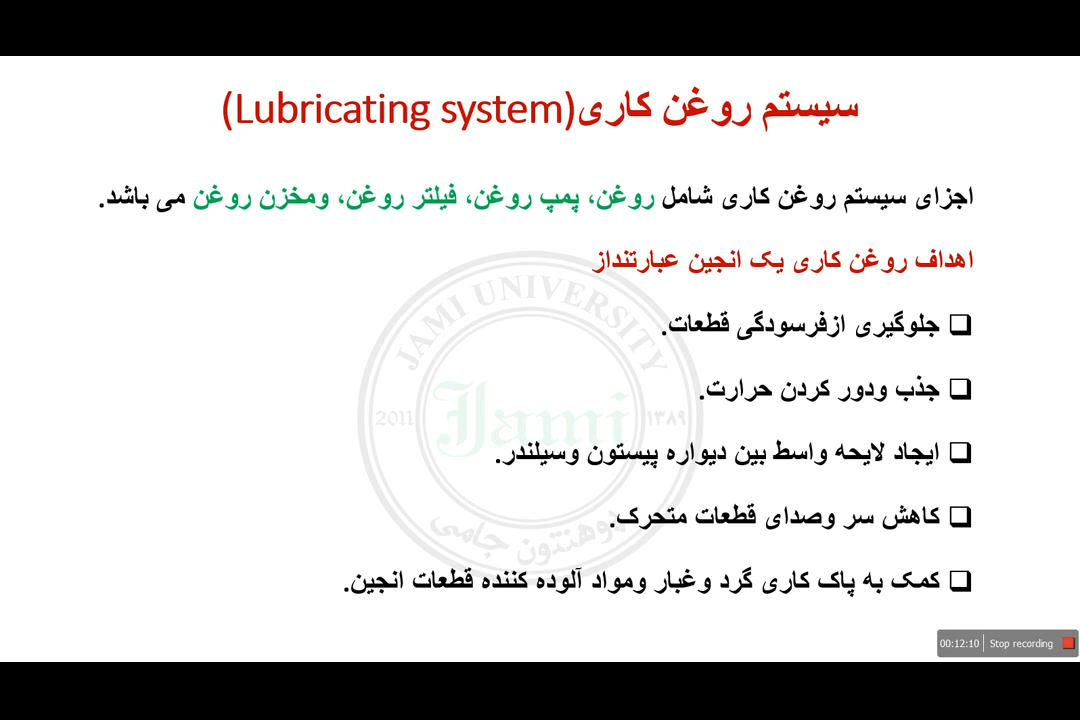 سیستم روغن کاری(Lubricating system)
اجزای سیستم روغن کاری شامل روغن، پمپ روغن، فیلتر روغن، ومخزن روغن می باشد.
اهداف روغن کاری یک انجین عبارتنداز
جلوگیری ازفرسودگی قطعات.
جذب ودور کردن حرارت.
ایجاد لایحه واسط بین دیواره پیستون وسیلندر.
کاهش سر وصدای قطعات متحرک.
کمک به پاک کاری گرد وغبار ومواد آلوده کننده قطعات انجین.
JAMI UNIVERSITY
2011
Jami
۱۳۸۹
پوهنتون جامی
00:12:10 Stop recording